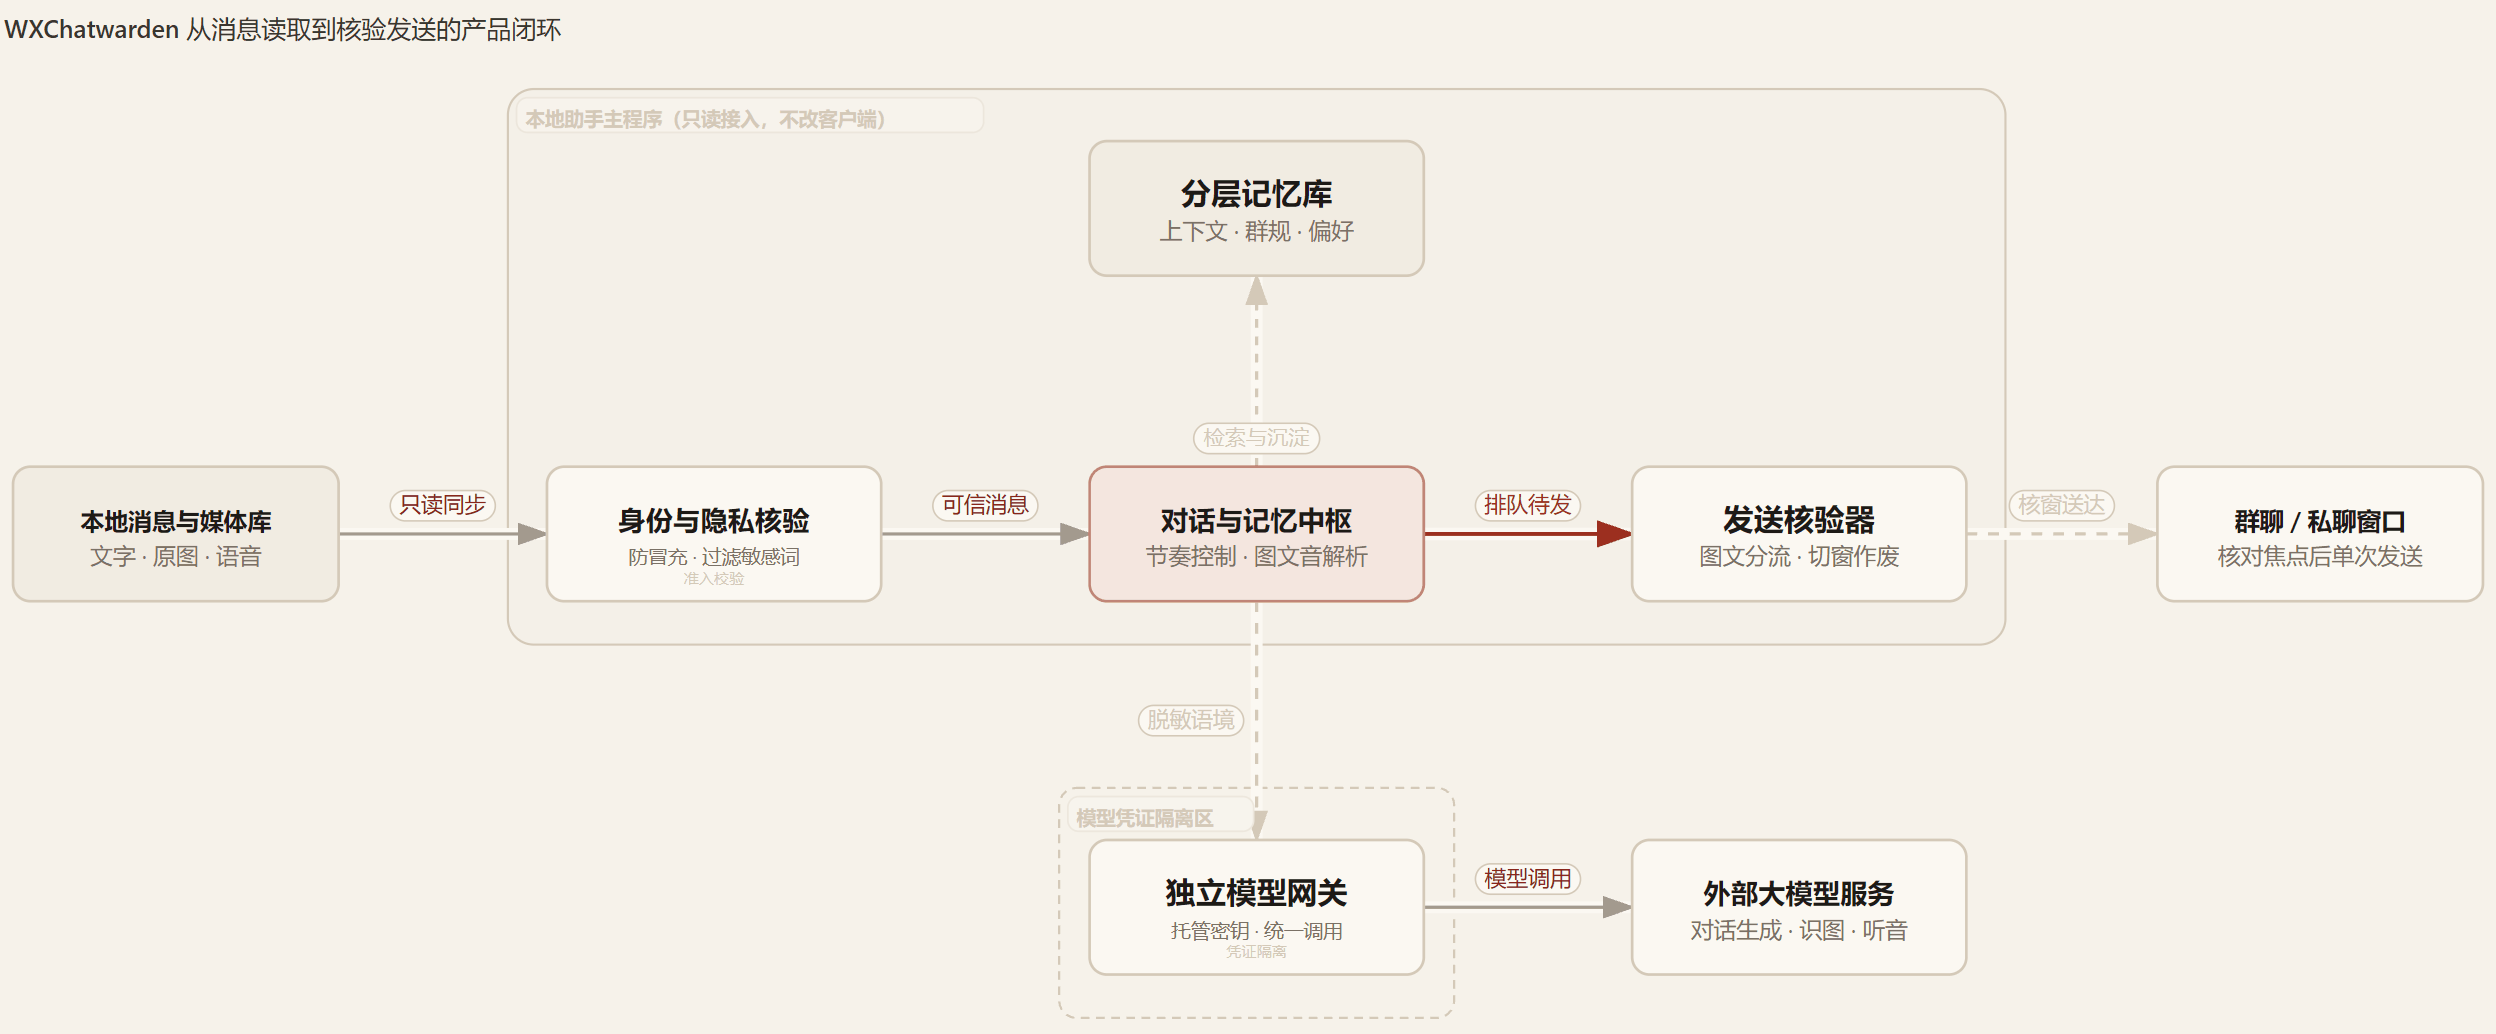 WXChatwarden 从消息读取到核验发送的产品闭环
本地助手主程序（只读接入，不改客户端）
分层记忆库
上下文 · 群规 · 偏好
检索与沉淀
本地消息与媒体库
文字 · 原图 · 语音
只读同步
身份与隐私核验
防冒充 · 过滤敏感词
准入校验
可信消息
对话与记忆中枢
节奏控制 · 图文音解析
排队待发
发送核验器
图文分流 · 切窗作废
核窗送达
群聊 / 私聊窗口
核对焦点后单次发送
脱敏语境
模型凭证隔离区
独立模型网关
托管密钥 · 统一调用
凭证隔离
模型调用
外部大模型服务
对话生成 · 识图 · 听音